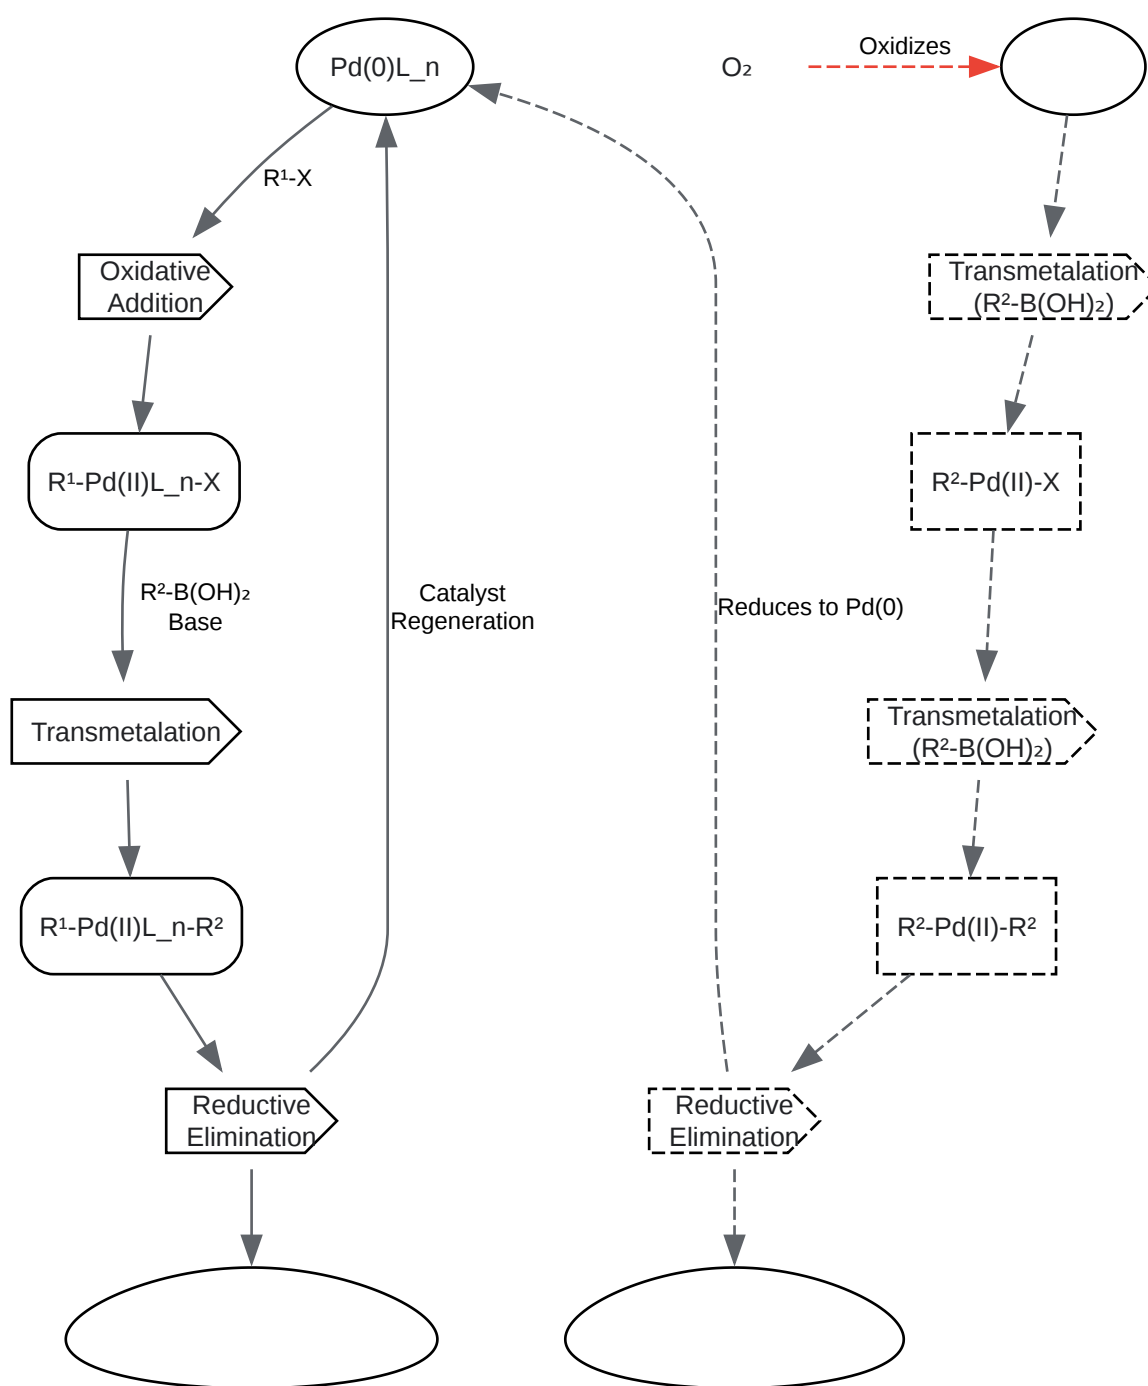 Pd(0)L_n
O₂
Oxidizes
R¹-X
Oxidative
Addition
Transmetalation
(R²-B(OH)₂)
R¹-Pd(II)L_n-X
R²-Pd(II)-X
R²-B(OH)₂
Base
Catalyst
Regeneration
Reduces to Pd(0)
Transmetalation
Transmetalation
(R²-B(OH)₂)
R¹-Pd(II)L_n-R²
R²-Pd(II)-R²
Reductive
Elimination
Reductive
Elimination